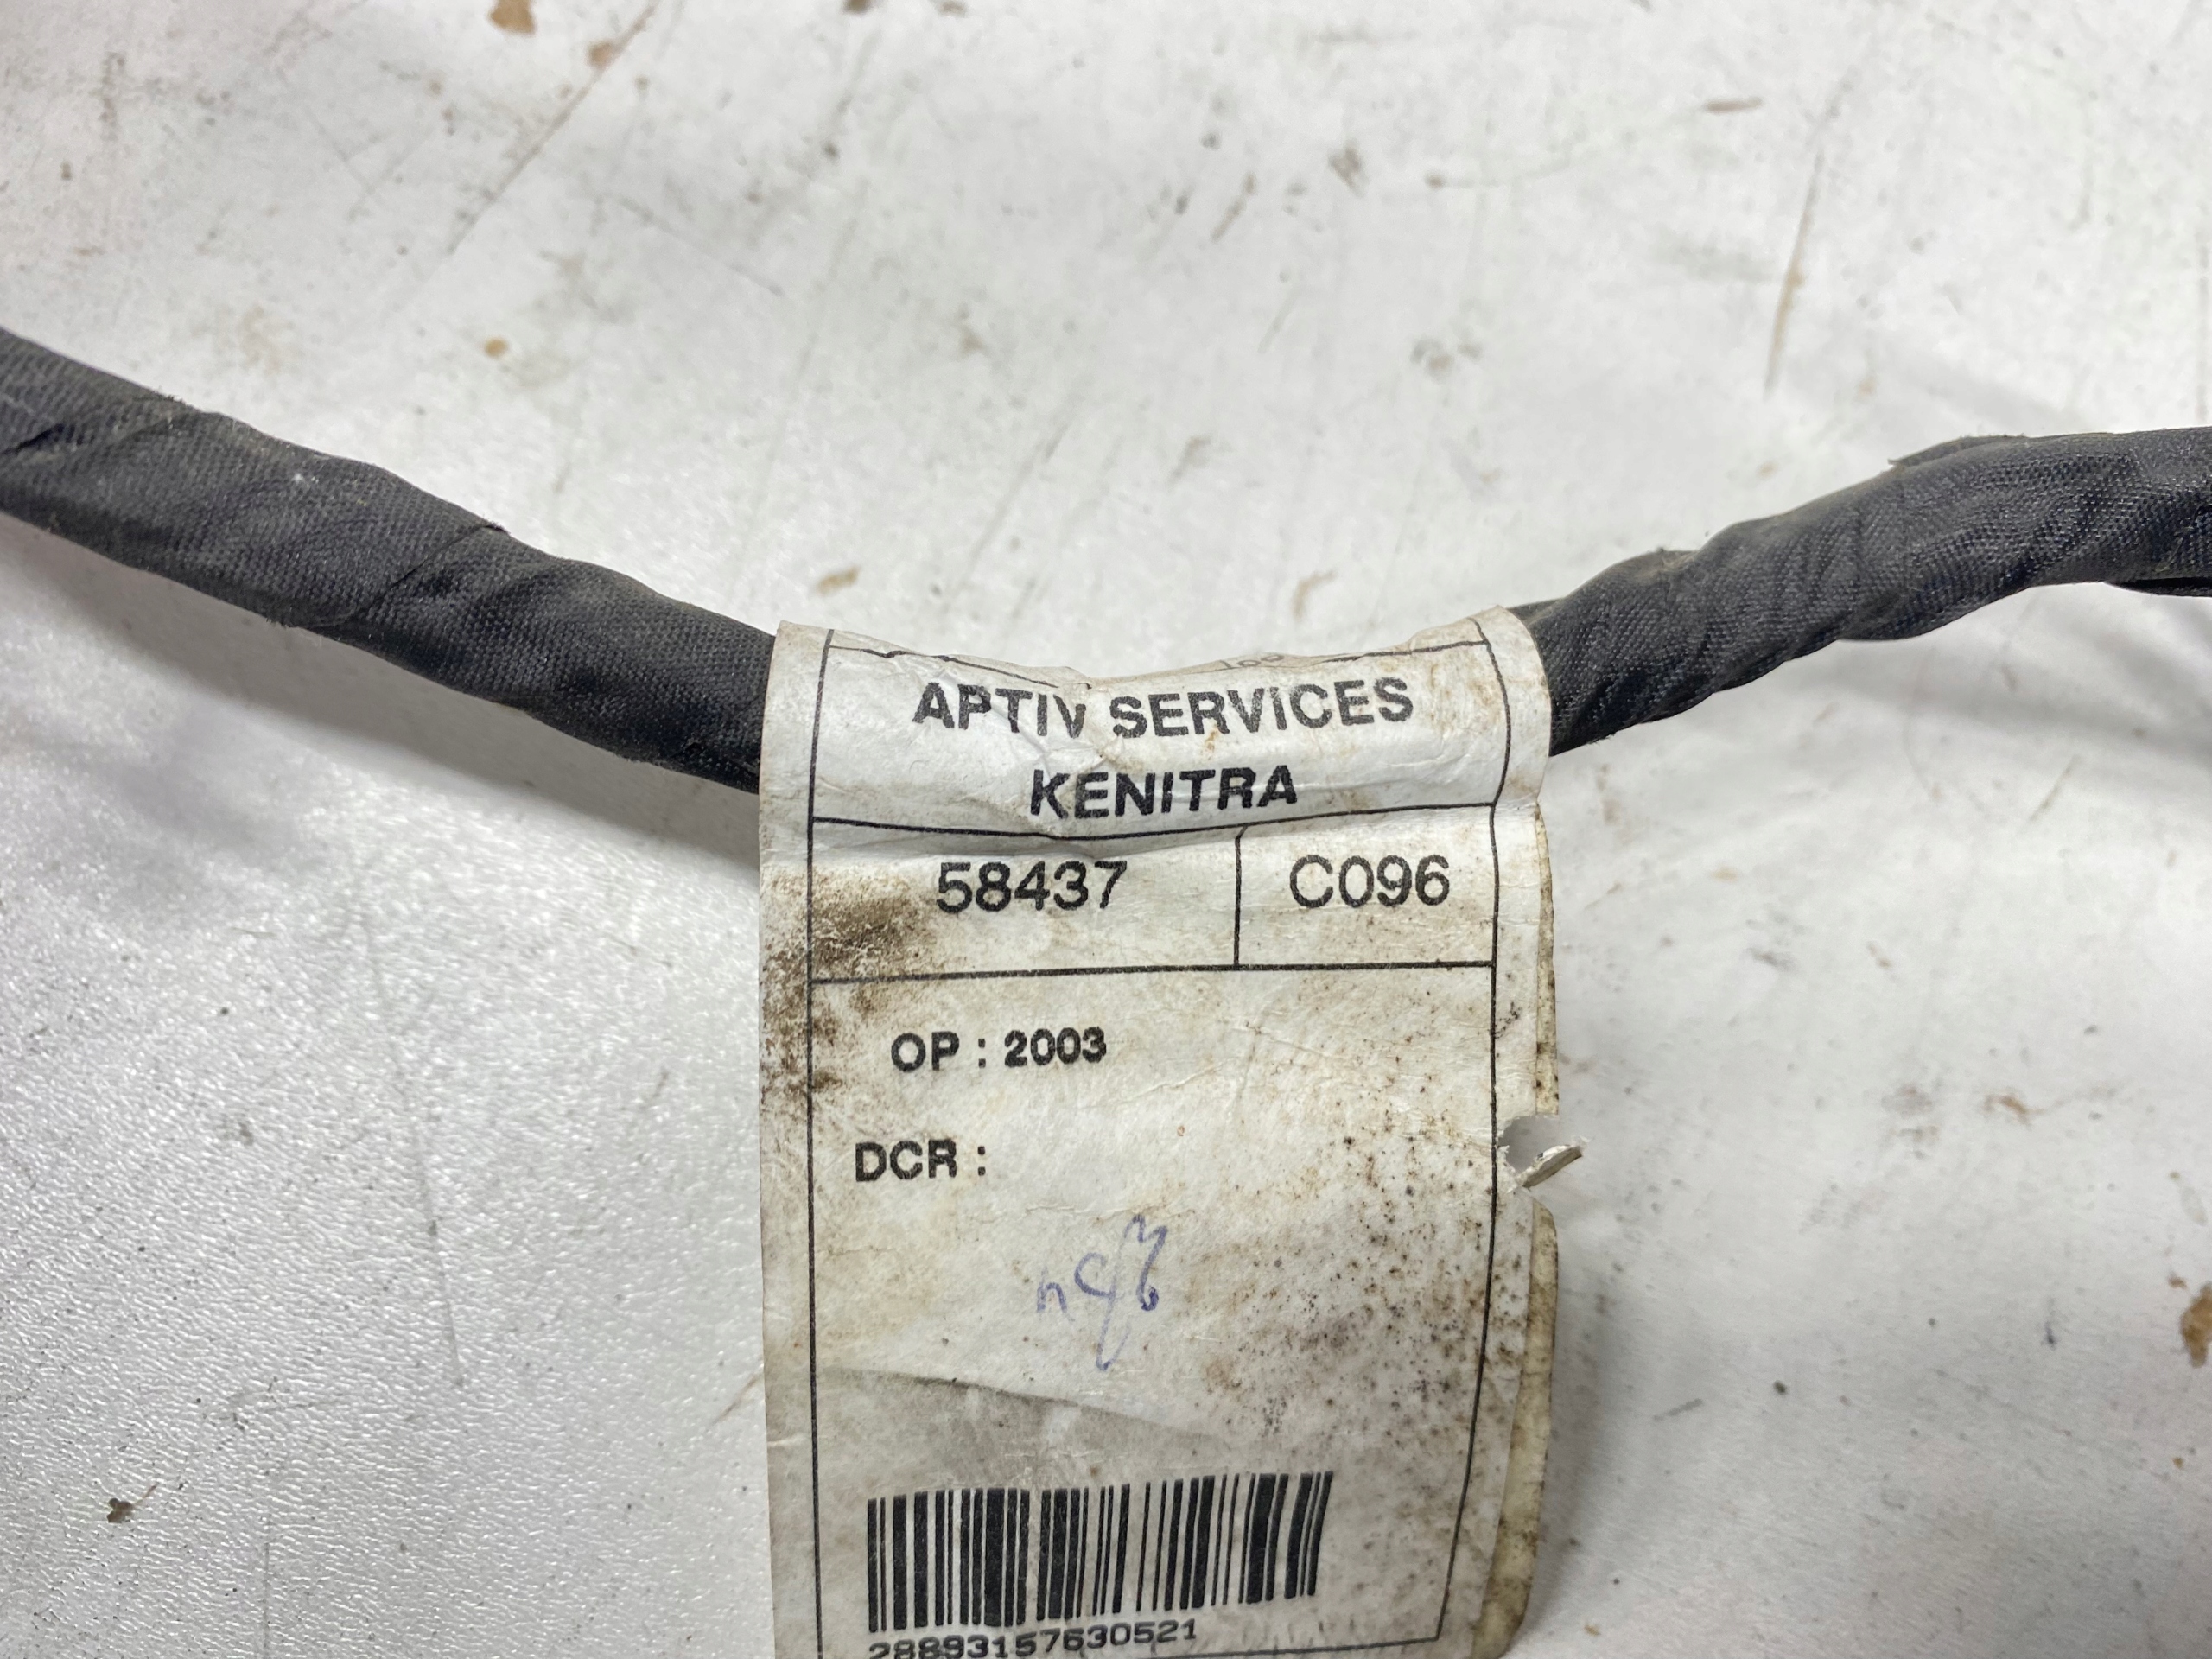 APTIV SERVICES
KENITRA
58437 C096
OP : 2003
DCR :
28893157630521